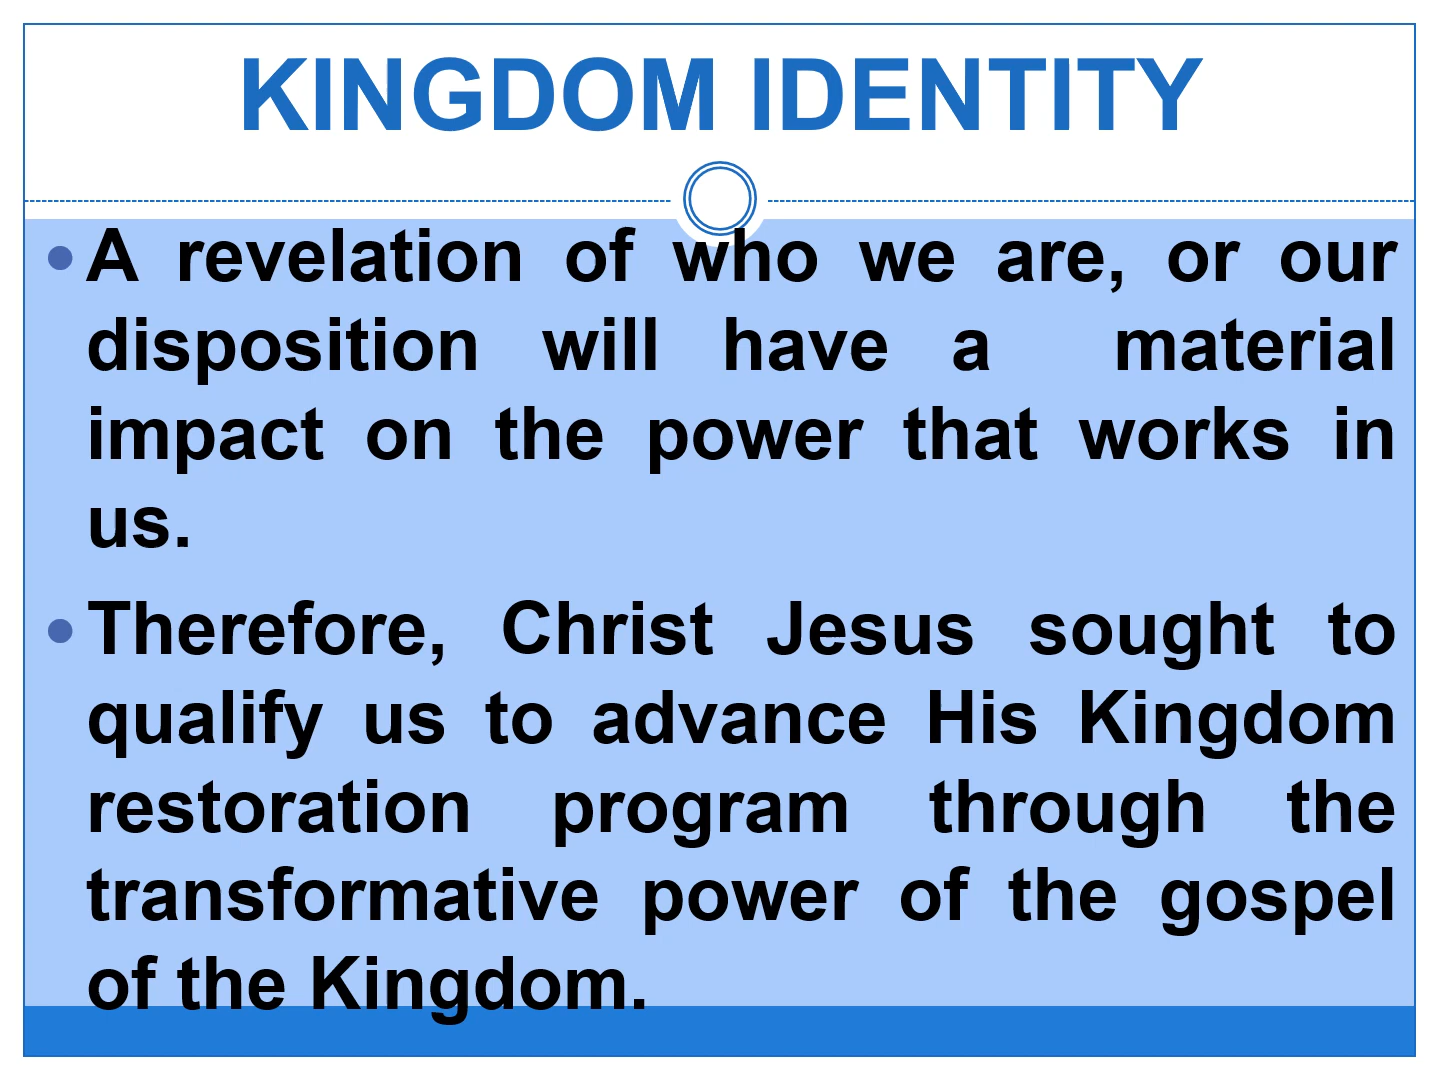 KINGDOM IDENTITY
• A revelation of who we are, or our
disposition will have a material
impact on the power that works in
us.
• Therefore, Christ Jesus sought to
qualify us to advance His Kingdom
restoration program through the
transformative power of the gospel
of the Kingdom.